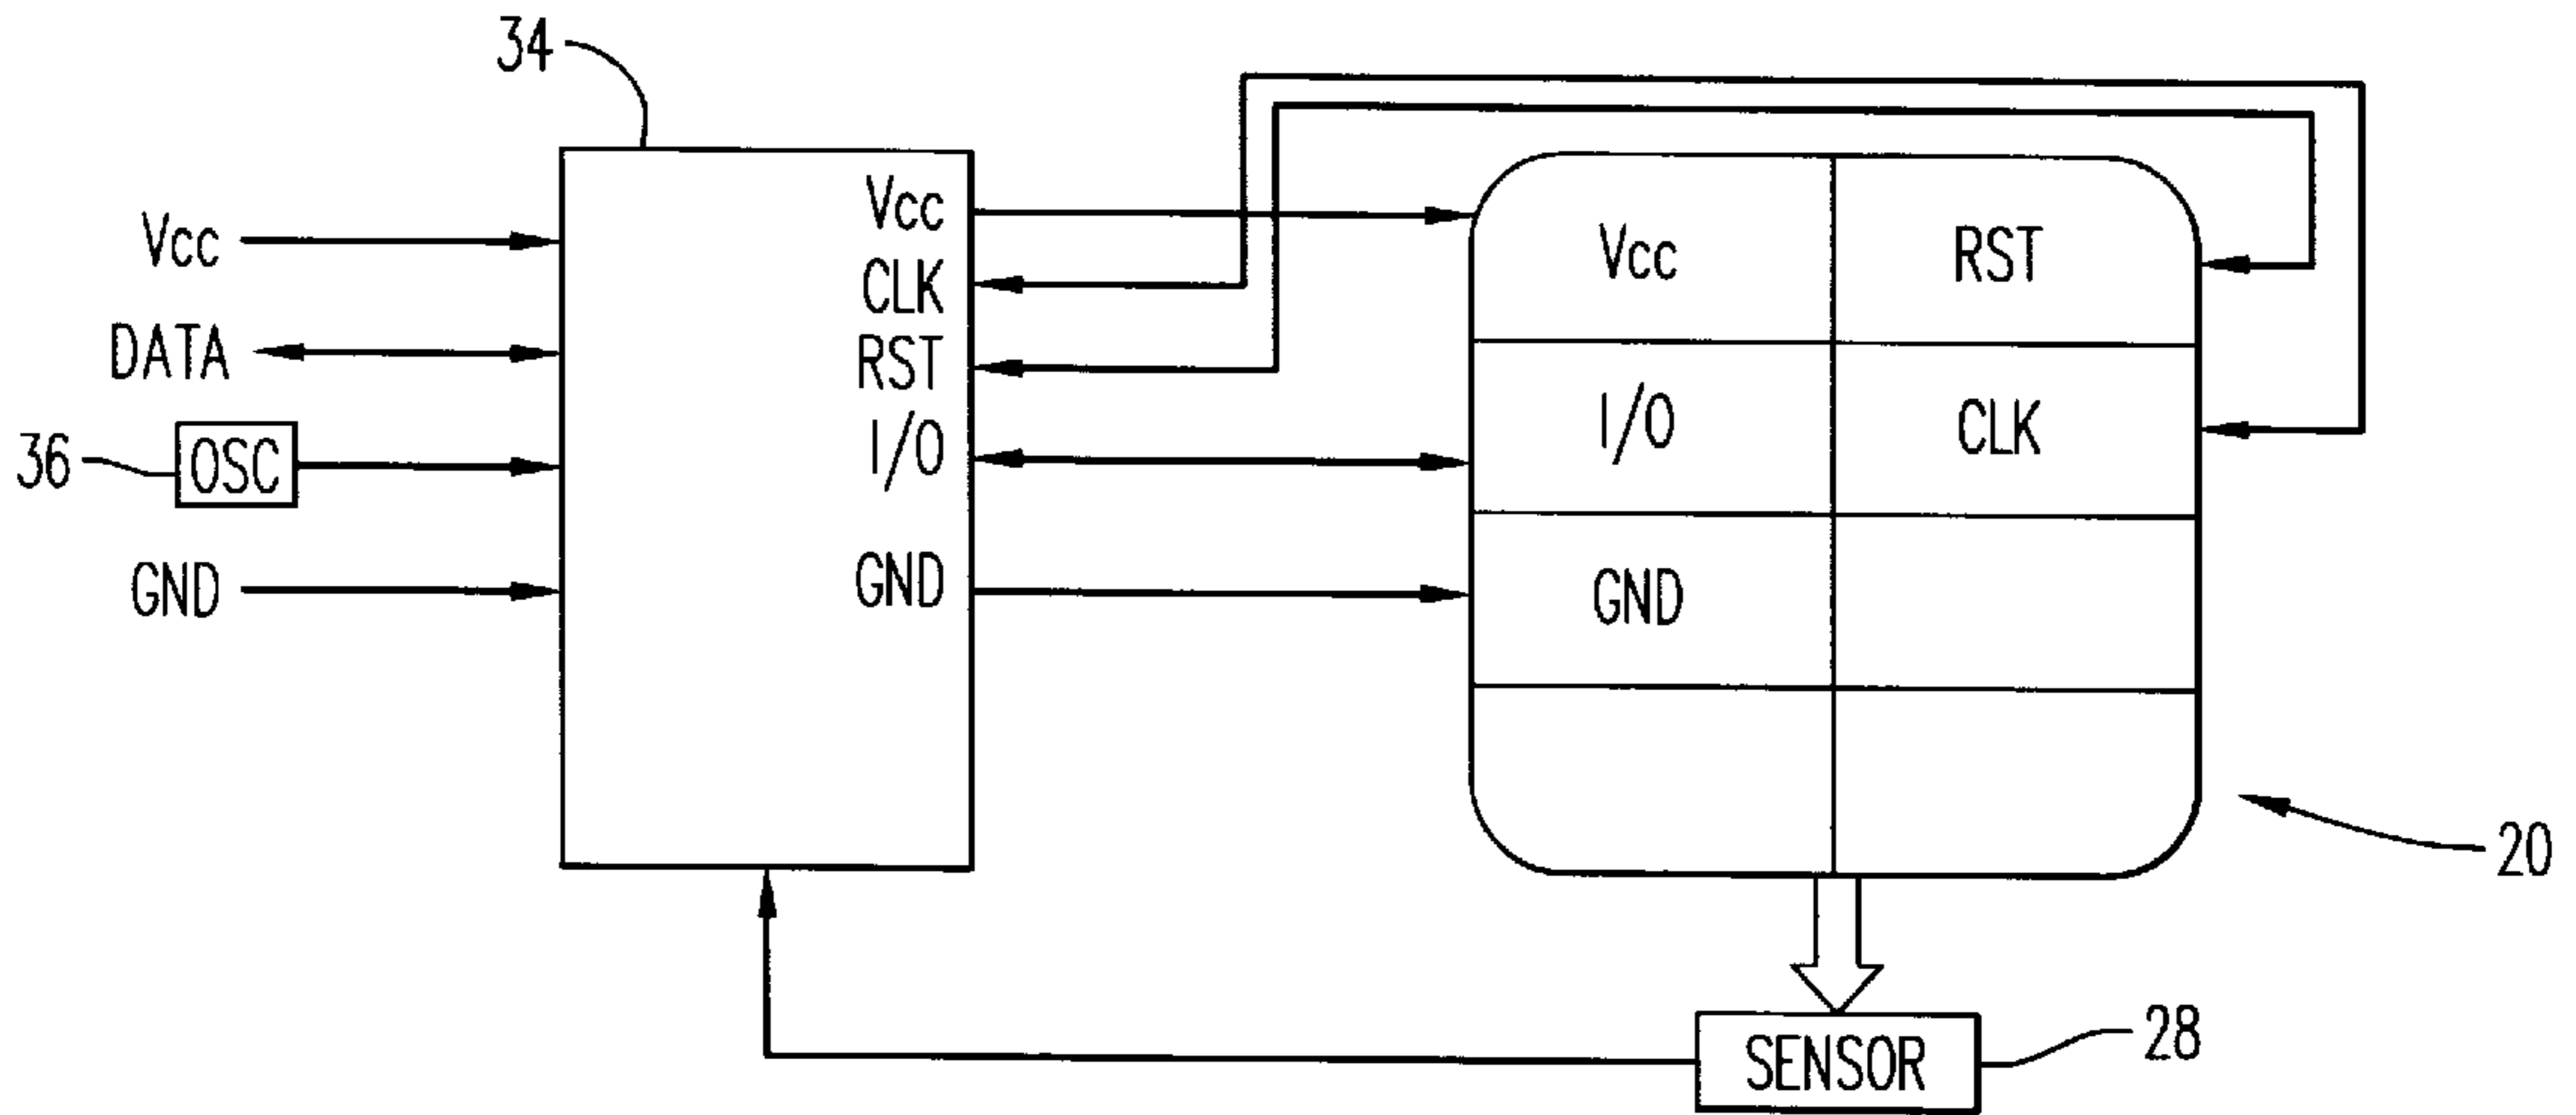 34
Vcc
DATA
36
OSC
GND
Vcc
CLK
RST
I/O
GND
Vcc
RST
I/O
CLK
GND
20
SENSOR
28